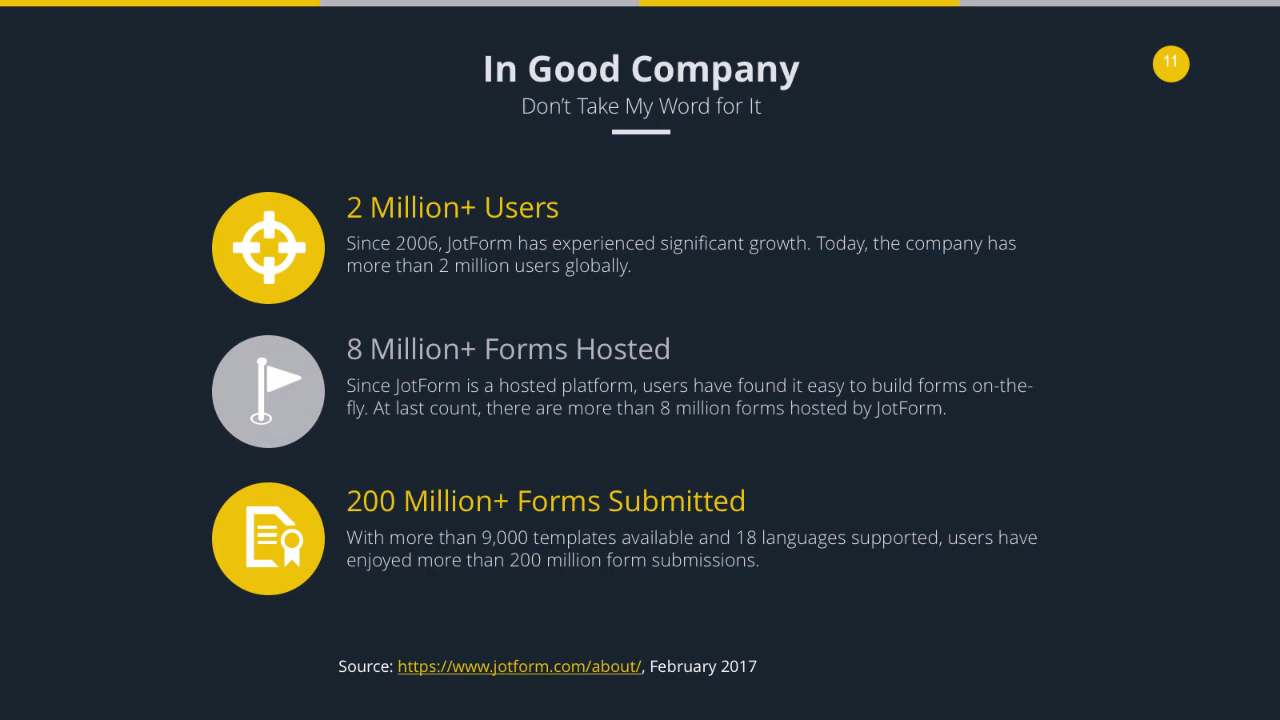 In Good Company
11
Don’t Take My Word for It
2 Million+ Users
Since 2006, JotForm has experienced significant growth. Today, the company has
more than 2 million users globally.
8 Million+ Forms Hosted
Since JotForm is a hosted platform, users have found it easy to build forms on-the-
fly. At last count, there are more than 8 million forms hosted by JotForm.
200 Million+ Forms Submitted
With more than 9,000 templates available and 18 languages supported, users have
enjoyed more than 200 million form submissions.
Source: https://www.jotform.com/about/, February 2017